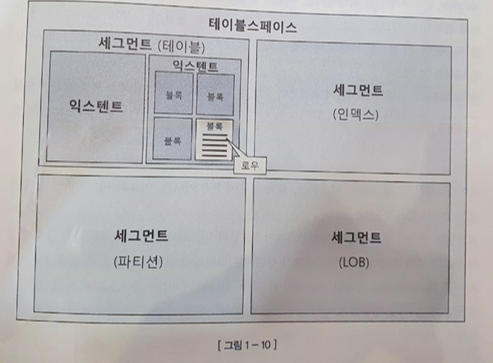 테이블스페이스
세그먼트 (테이블)
익스텐트
익스텐트
블록
블록
블록
블록
로우
세그먼트
(인덱스)
세그먼트
(파티션)
세그먼트
(LOB)
[ 그림 1 - 10 ]